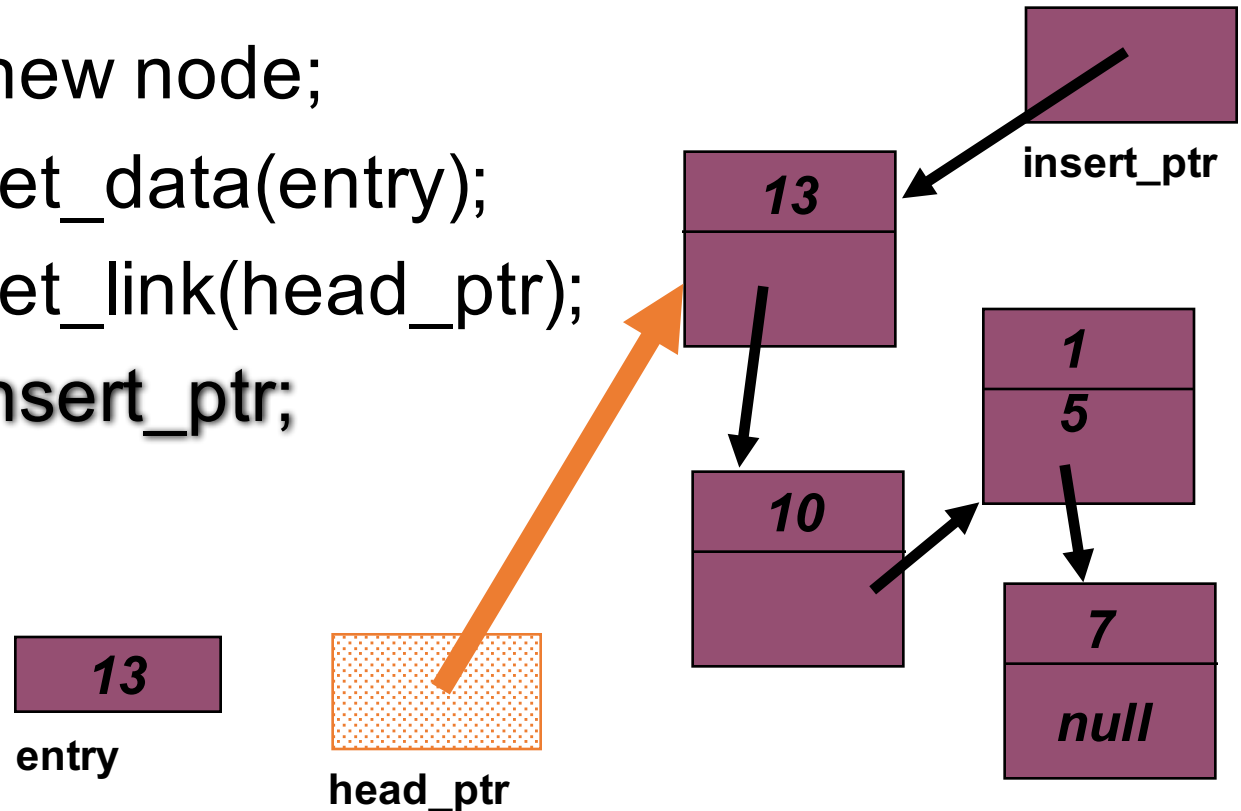 new node;
et_data(entry);
et_link(head_ptr);
nsert_ptr;
insert_ptr
13
1
5
10
7
null
13
entry
head_ptr